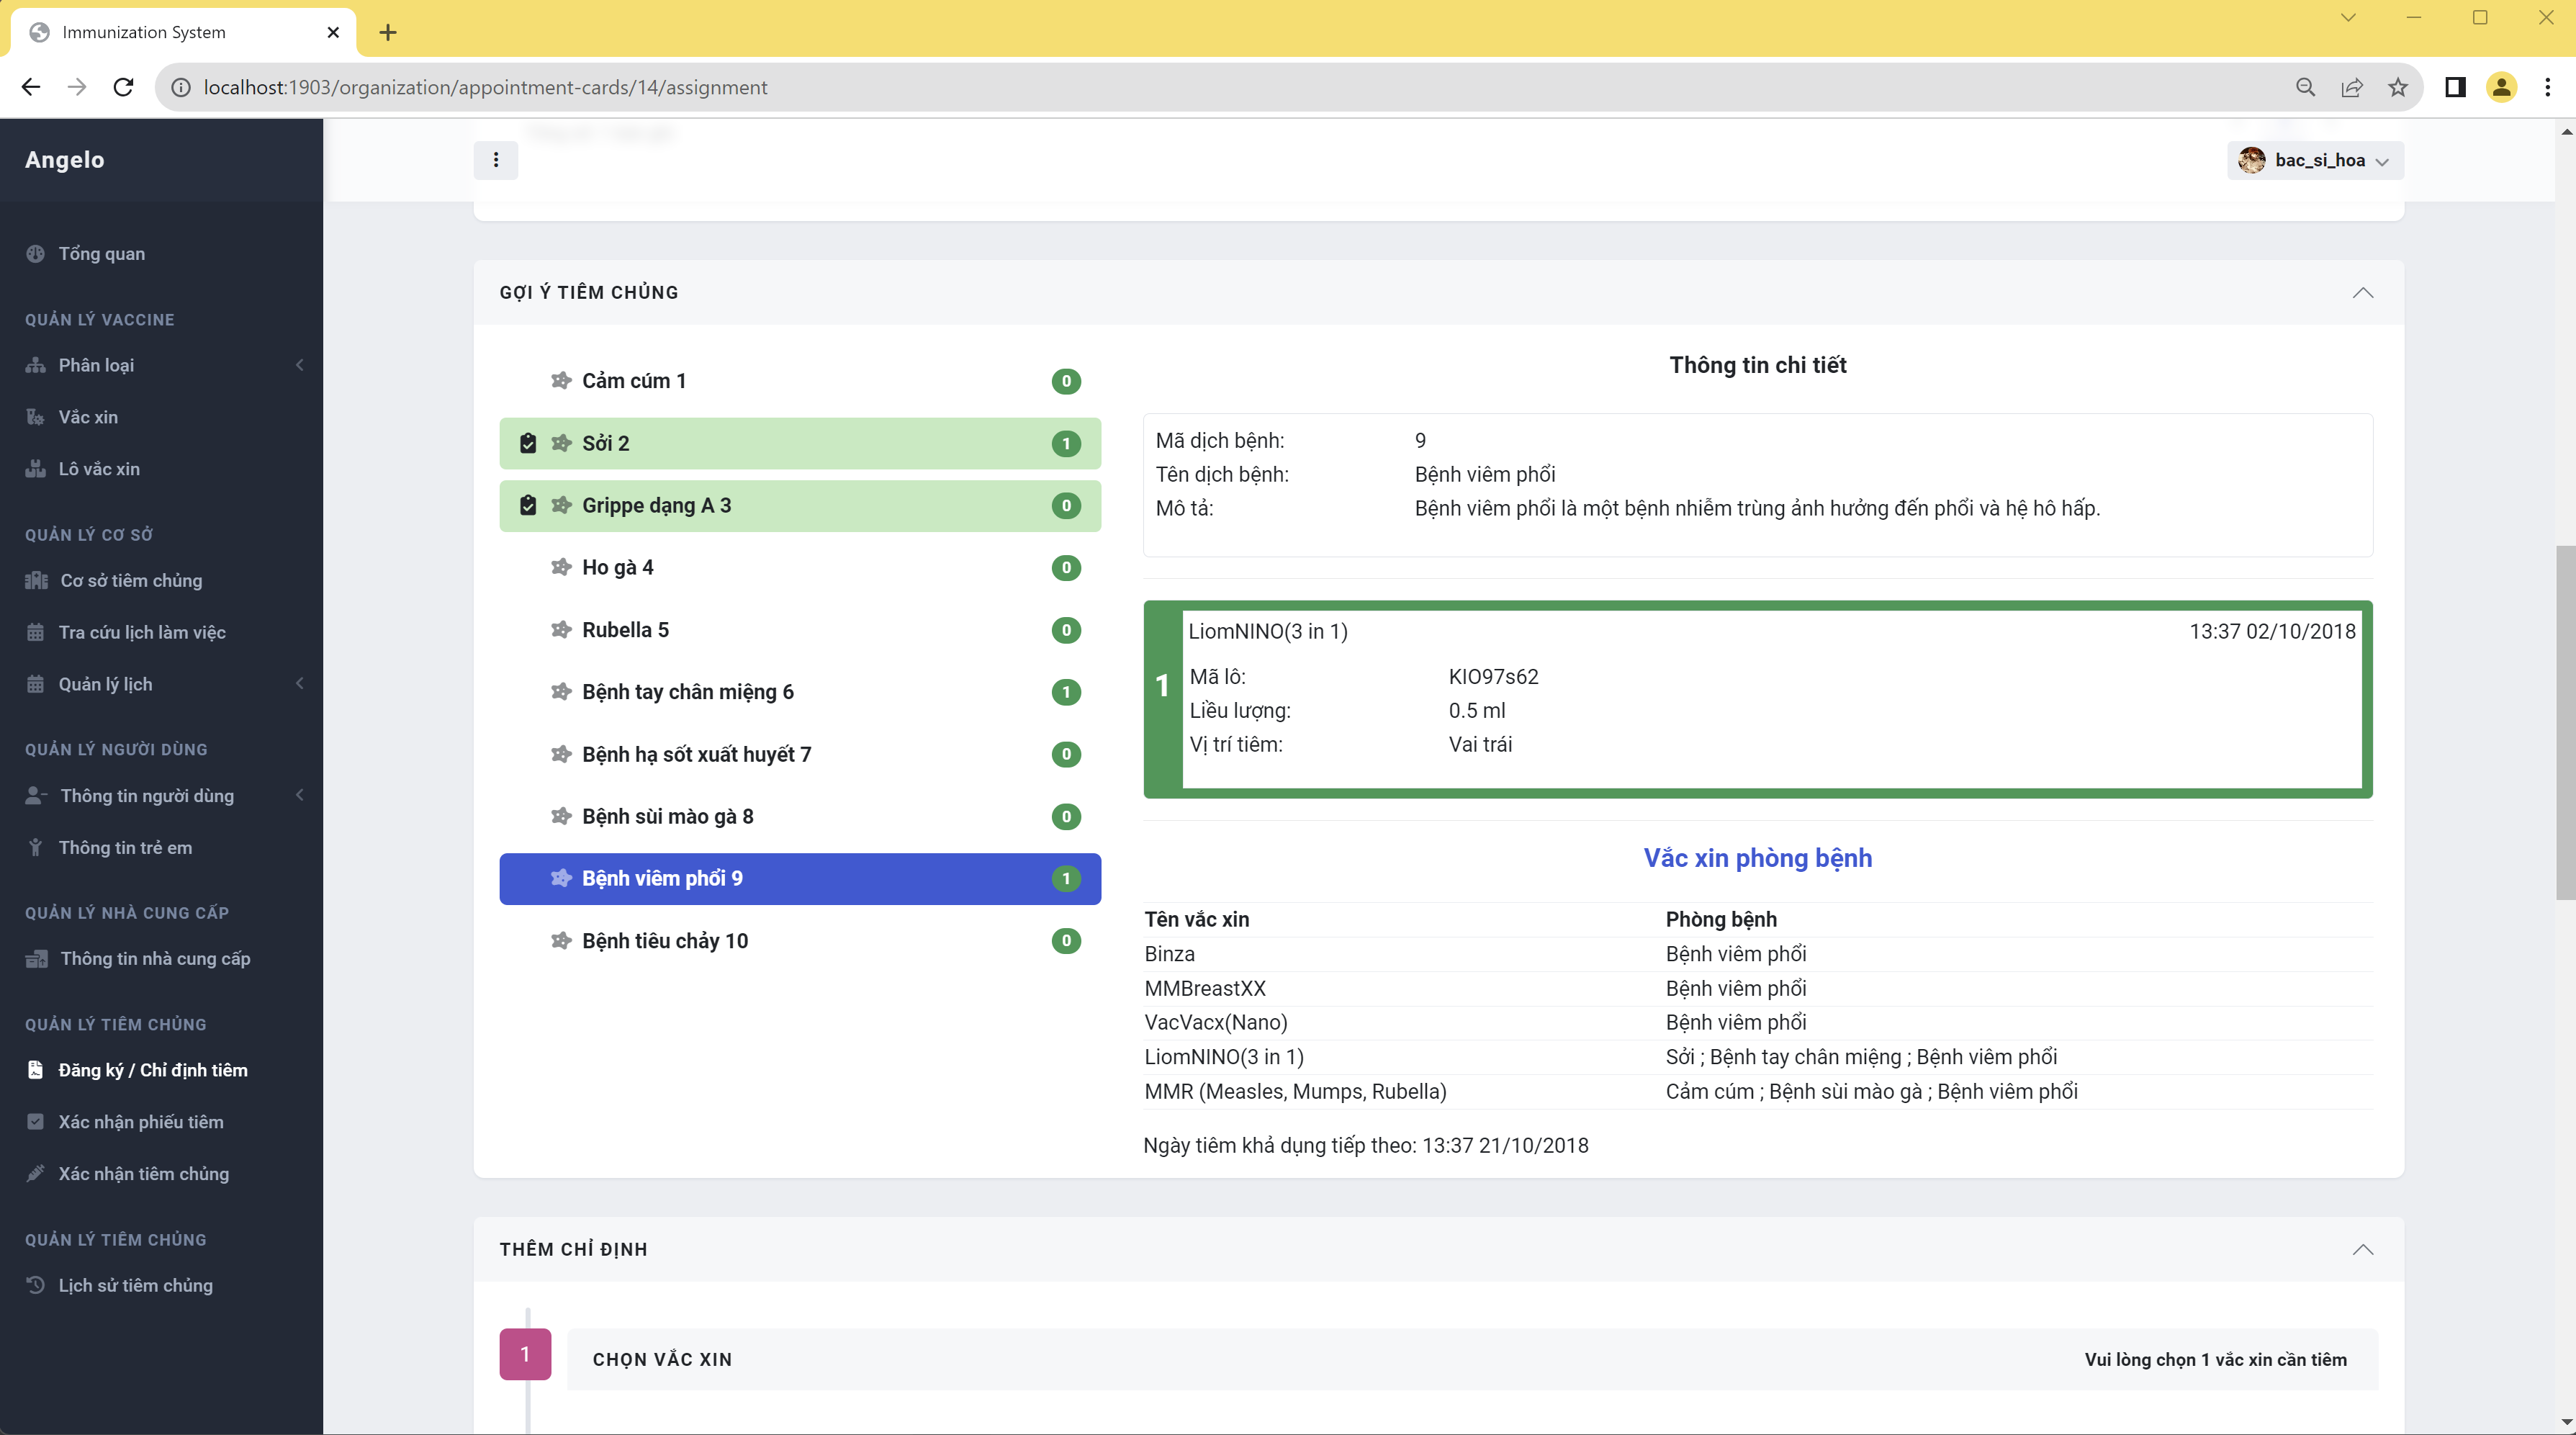 Immunization System
localhost:1903/organization/appointment-cards/14/assignment
Angelo
bac_si_hoa
Tổng quan
QUẢN LÝ VACCINE
Phân loại
Vắc xin
Lô vắc xin
QUẢN LÝ CƠ SỞ
Cơ sở tiêm chủng
Tra cứu lịch làm việc
Quản lý lịch
QUẢN LÝ NGƯỜI DÙNG
Thông tin người dùng
Thông tin trẻ em
QUẢN LÝ NHÀ CUNG CẤP
Thông tin nhà cung cấp
QUẢN LÝ TIÊM CHỦNG
Đăng ký / Chỉ định tiêm
Xác nhận phiếu tiêm
Xác nhận tiêm chủng
QUẢN LÝ TIÊM CHỦNG
Lịch sử tiêm chủng
GỢI Ý TIÊM CHỦNG
Cảm cúm 1 0
Sởi 2 1
Grippe dạng A 3 0
Ho gà 4 0
Rubella 5 0
Bệnh tay chân miệng 6 1
Bệnh hạ sốt xuất huyết 7 0
Bệnh sùi mào gà 8 0
Bệnh viêm phổi 9 1
Bệnh tiêu chảy 10 0
Thông tin chi tiết
Mã dịch bệnh: 9
Tên dịch bệnh: Bệnh viêm phổi
Mô tả: Bệnh viêm phổi là một bệnh nhiễm trùng ảnh hưởng đến phổi và hệ hô hấp.
1
LiomNINO(3 in 1) 13:37 02/10/2018
Mã lô: KIO97s62
Liều lượng: 0.5 ml
Vị trí tiêm: Vai trái
Vắc xin phòng bệnh
Tên vắc xin Phòng bệnh
Binza Bệnh viêm phổi
MMBreastXX Bệnh viêm phổi
VacVacx(Nano) Bệnh viêm phổi
LiomNINO(3 in 1) Sởi ; Bệnh tay chân miệng ; Bệnh viêm phổi
MMR (Measles, Mumps, Rubella) Cảm cúm ; Bệnh sùi mào gà ; Bệnh viêm phổi
Ngày tiêm khả dụng tiếp theo: 13:37 21/10/2018
THÊM CHỈ ĐỊNH
1
CHỌN VẮC XIN Vui lòng chọn 1 vắc xin cần tiêm